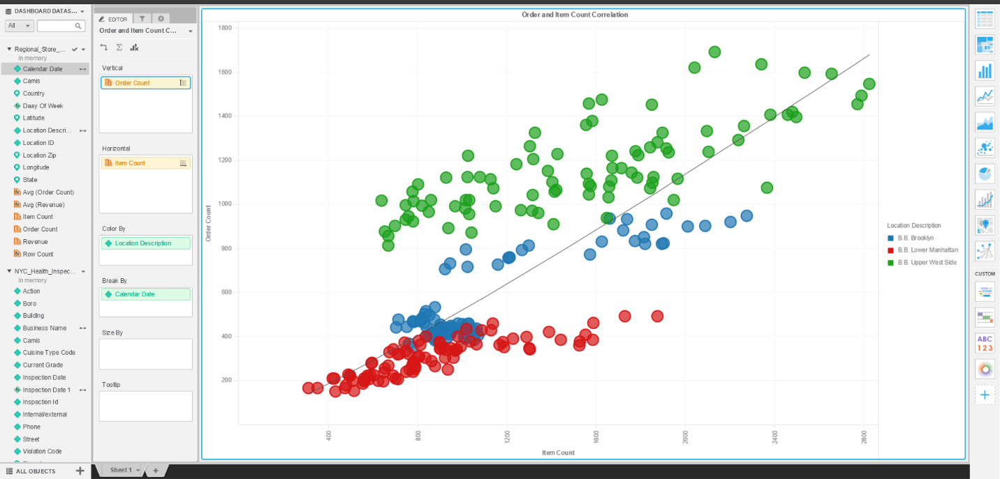 DASHBOARD DATAS...
All
Regional_Store_...
In memory
Calendar Date
Camis
Country
Daay Of Week
Latitude
Location Descri...
Location ID
Location Zip
Longitude
State
Avg (Order Count)
Avg (Revenue)
Item Count
Order Count
Revenue
Row Count
NYC_Health_Inspec...
In memory
Action
Boro
Building
Business Name
Camis
Cuisine Type Code
Current Grade
Inspection Date
Inspection Date 1
Inspection Id
Internal/external
Phone
Street
Violation Code
ALL OBJECTS
EDITOR
Order and Item Count C...
Vertical
Order Count
Horizontal
Item Count
Color By
Location Description
Break By
Calendar Date
Size By
Tooltip
Order and Item Count Correlation
1800
1600
1400
1200
1000
800
600
400
200
Order Count
400
800
1200
1600
2000
2400
2800
Item Count
Location Description
B.B. Brooklyn
B.B. Lower Manhattan
B.B. Upper West Side
Sheet 1
E
CUSTOM
ABC
1 2 3